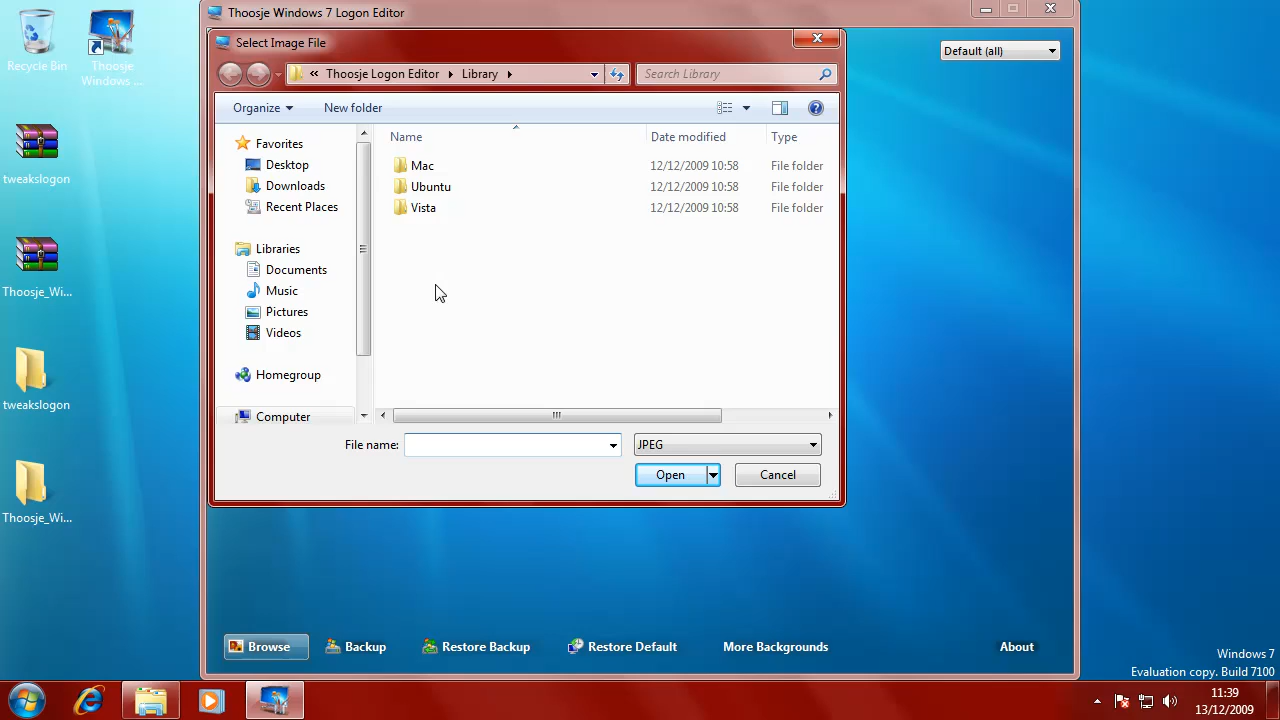 Recycle Bin
Thoosje
Windows ...
tweakslogon
Thoosje_Wi...
tweakslogon
Thoosje_Wi...
Thoosje Windows 7 Logon Editor
Default (all)
Select Image File
« Thoosje Logon Editor Library
Search Library
Organize
New folder
Favorites
Desktop
Downloads
Recent Places
Libraries
Documents
Music
Pictures
Videos
Homegroup
Computer
Name Date modified Type
Mac 12/12/2009 10:58 File folder
Ubuntu 12/12/2009 10:58 File folder
Vista 12/12/2009 10:58 File folder
File name:
JPEG
Open
Cancel
Browse
Backup
Restore Backup
Restore Default
More Backgrounds
About
Windows 7
Evaluation copy. Build 7100
11:39
13/12/2009